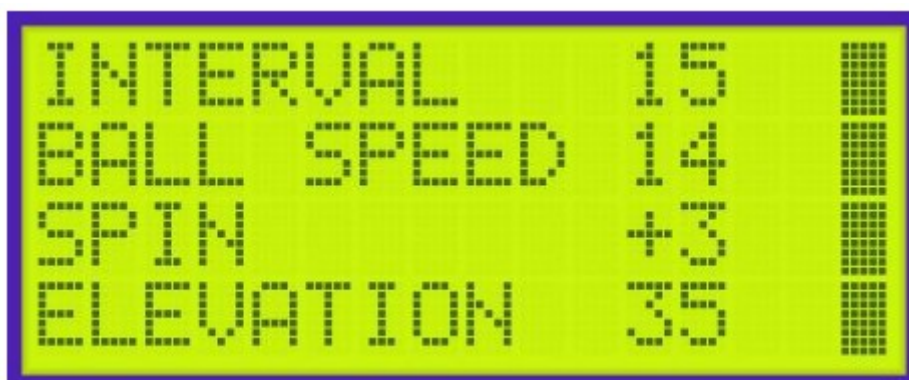 INTERVAL 15
BALL SPEED 14
SPIN +3
ELEVATION 35